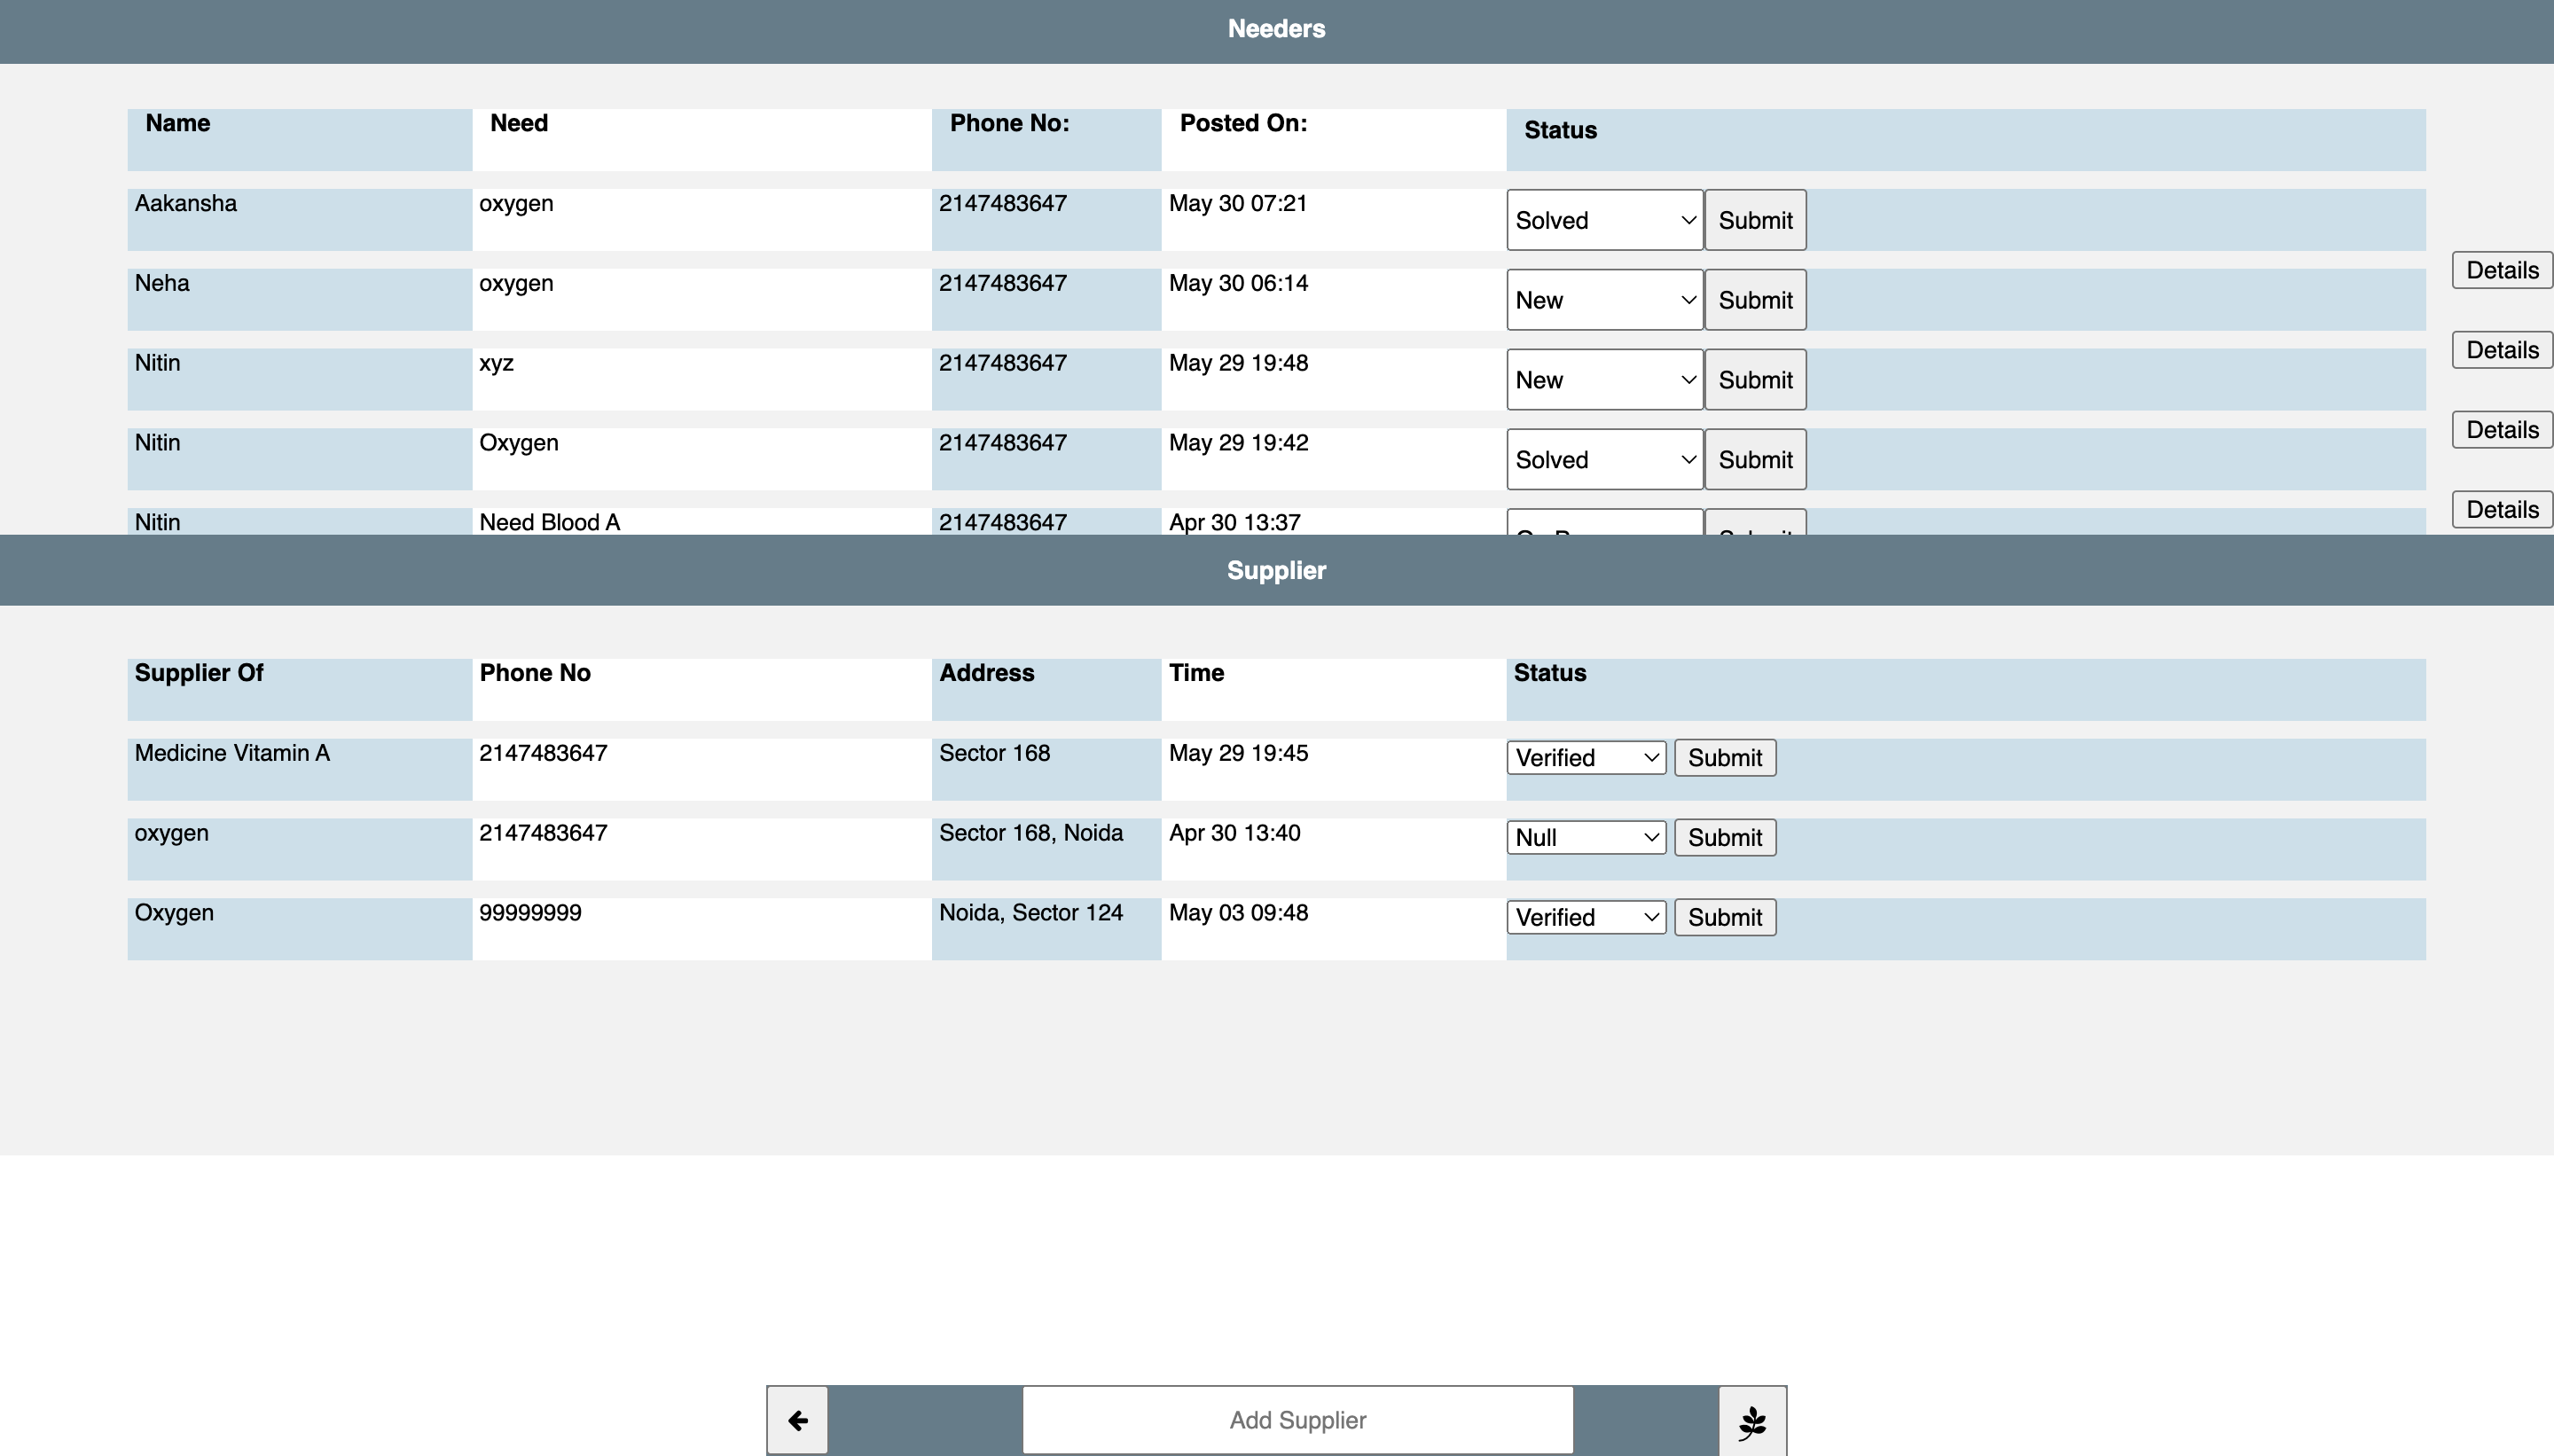 Needers
Name Need Phone No: Posted On: Status
Aakansha oxygen 2147483647 May 30 07:21 Solved Submit
Details
Neha oxygen 2147483647 May 30 06:14 New Submit
Details
Nitin xyz 2147483647 May 29 19:48 New Submit
Details
Nitin Oxygen 2147483647 May 29 19:42 Solved Submit
Details
Nitin Need Blood A 2147483647 Apr 30 13:37
Supplier
Supplier Of Phone No Address Time Status
Medicine Vitamin A 2147483647 Sector 168 May 29 19:45 Verified Submit
oxygen 2147483647 Sector 168, Noida Apr 30 13:40 Null Submit
Oxygen 99999999 Noida, Sector 124 May 03 09:48 Verified Submit
Add Supplier